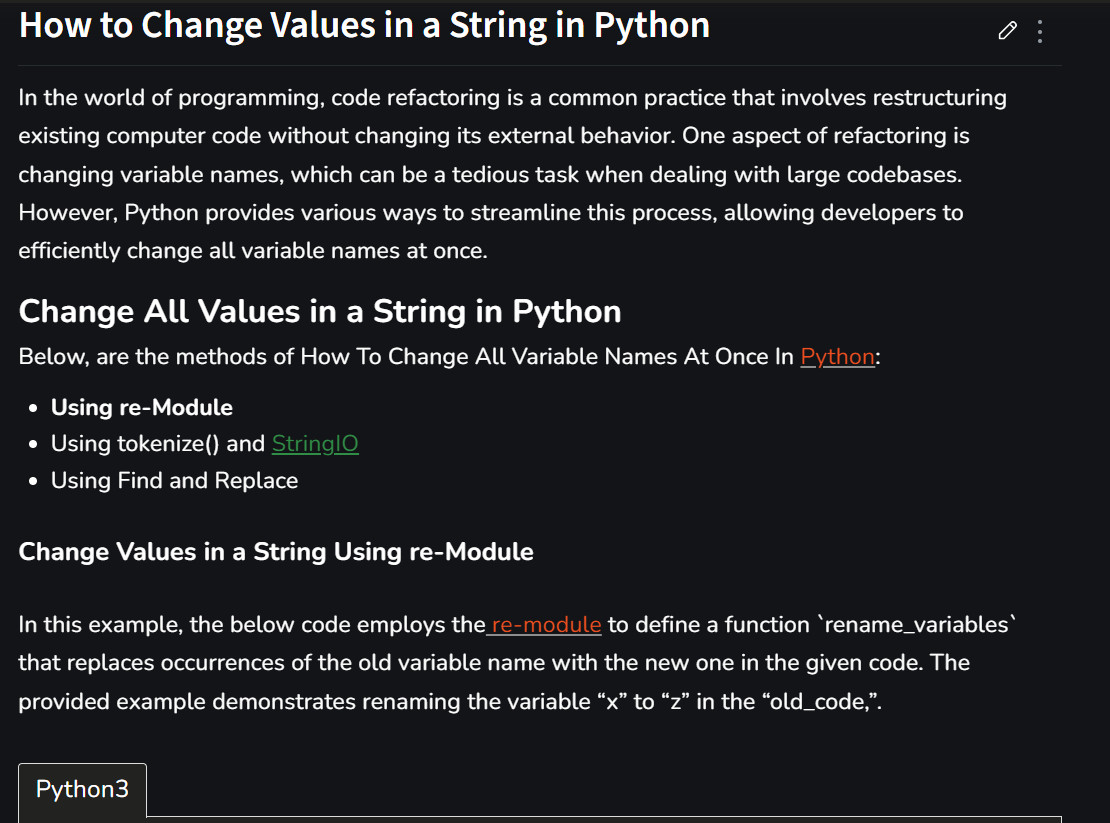 How to Change Values in a String in Python
In the world of programming, code refactoring is a common practice that involves restructuring
existing computer code without changing its external behavior. One aspect of refactoring is
changing variable names, which can be a tedious task when dealing with large codebases.
However, Python provides various ways to streamline this process, allowing developers to
efficiently change all variable names at once.
Change All Values in a String in Python
Below, are the methods of How To Change All Variable Names At Once In Python:
• Using re-Module
• Using tokenize() and StringIO
• Using Find and Replace
Change Values in a String Using re-Module
In this example, the below code employs the re-module to define a function `rename_variables`
that replaces occurrences of the old variable name with the new one in the given code. The
provided example demonstrates renaming the variable “x” to “z” in the “old_code,”.
Python3